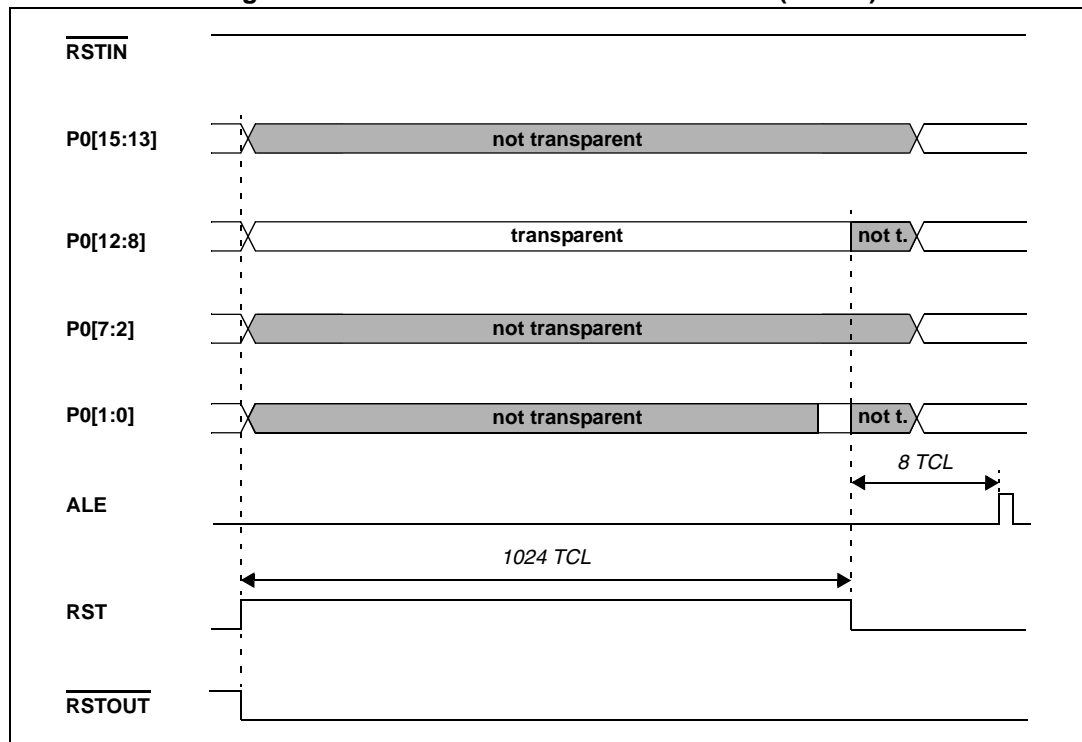 RSTIN
P0[15:13] not transparent
P0[12:8] transparent not t.
P0[7:2] not transparent
P0[1:0] not transparent not t.
8 TCL
ALE
1024 TCL
RST
RSTOUT